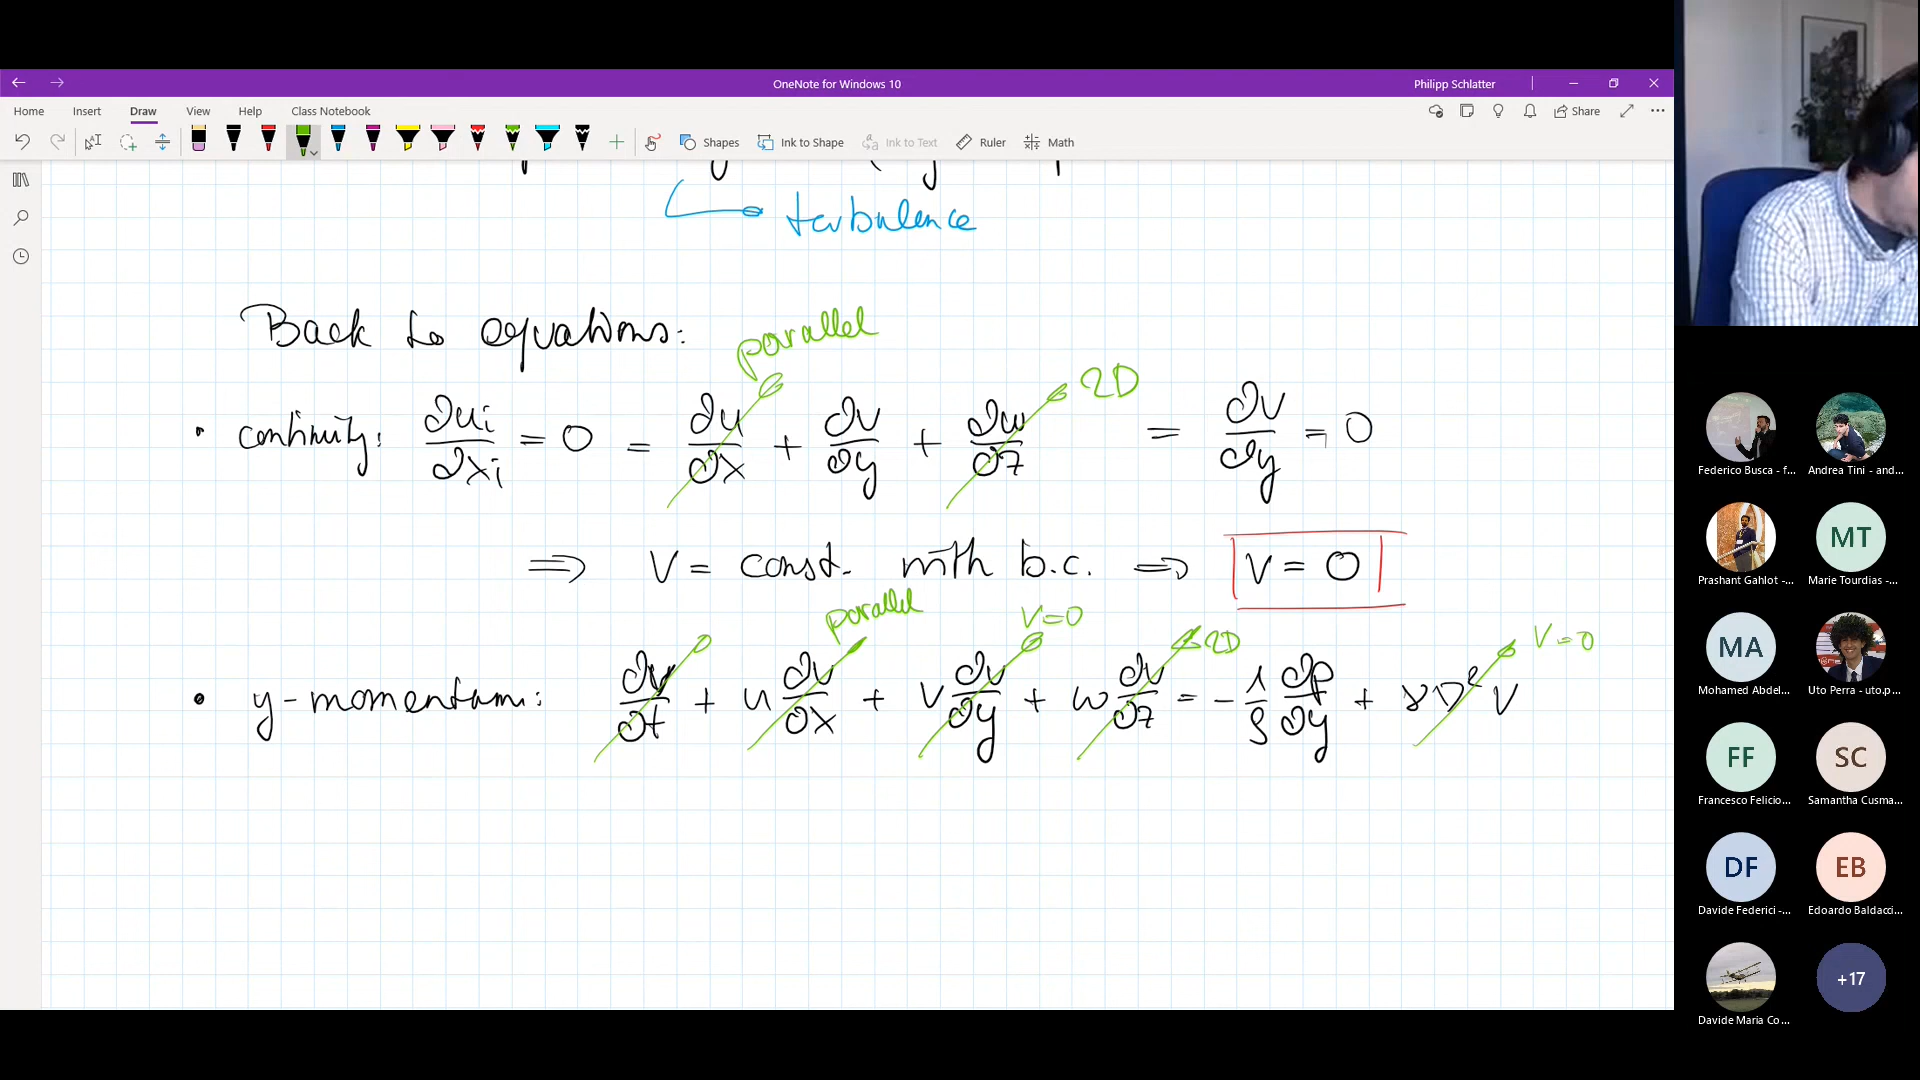 OneNote for Windows 10
Philipp Schlatter
Home Insert Draw View Help Class Notebook
Share
Shapes Ink to Shape Ink to Text Ruler Math
turbulence
Back to equations:
parallel
2D
• continuity: ∂ui/∂xi = 0 = ∂u/∂x + ∂v/∂y + ∂w/∂z = ∂v/∂y = 0
⇒ V = const. with b.c. ⇒ V = 0
parallel V=0 2D V=0
0
• y-momentum: ∂v/∂t + u ∂v/∂x + v ∂v/∂y + w ∂v/∂z = - 1/ρ ∂p/∂y + ν∇² V
Federico Busca - f...
Andrea Tini - and...
Prashant Gahlot -...
MT
Marie Tourdias -...
MA
Mohamed Abdel...
Uto Perra - uto.p...
FF
Francesco Felicio...
SC
Samantha Cusma...
DF
Davide Federici -...
EB
Edoardo Baldacci...
Davide Maria Co...
+17